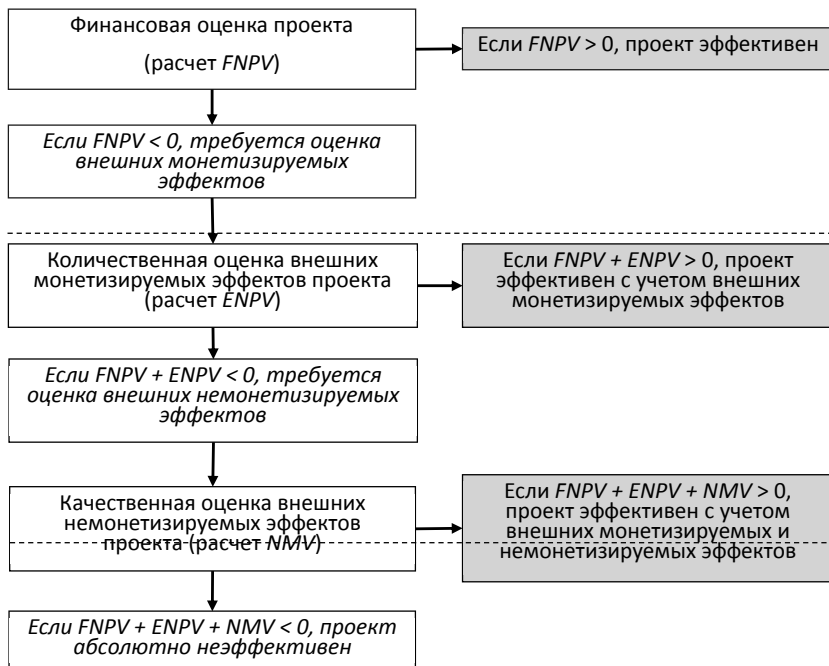 Финансовая оценка проекта
(расчет FNPV)
Если FNPV > 0, проект эффективен
Если FNPV < 0, требуется оценка
внешних монетизируемых
эффектов
Количественная оценка внешних
монетизируемых эффектов проекта
(расчет ENPV)
Если FNPV + ENPV > 0, проект
эффективен с учетом внешних
монетизируемых эффектов
Если FNPV + ENPV < 0, требуется
оценка внешних немонетизируемых
эффектов
Качественная оценка внешних
немонетизируемых эффектов
проекта (расчет NMV)
Если FNPV + ENPV + NMV > 0,
проект эффективен с учетом
внешних монетизируемых и
немонетизируемых эффектов
Если FNPV + ENPV + NMV < 0, проект
абсолютно неэффективен